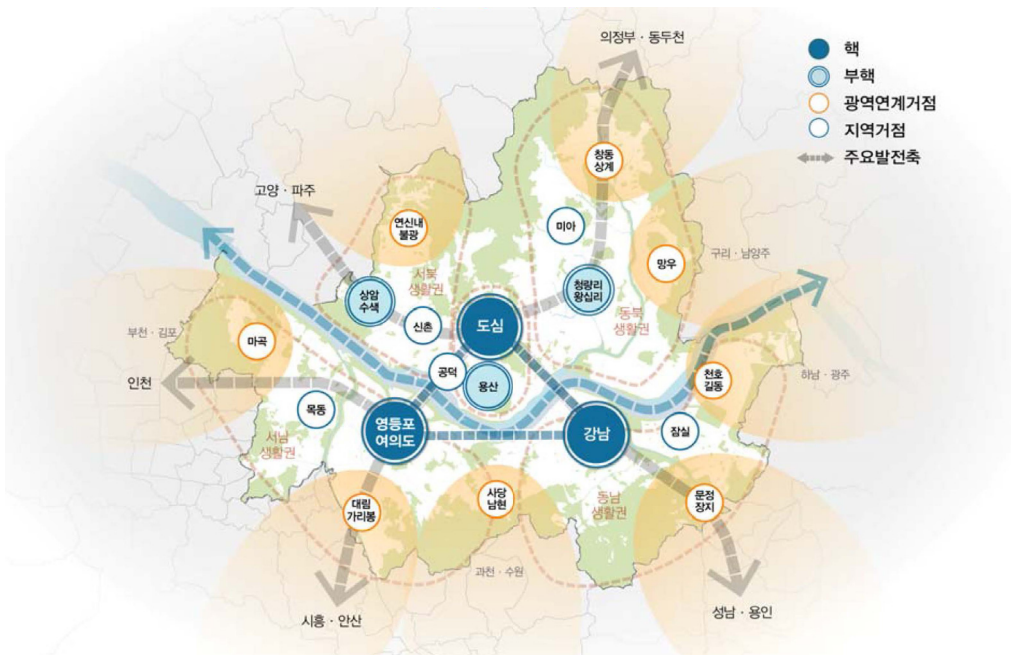 의정부 · 동두천
핵
부핵
광역연계거점
지역거점
주요발전축
창동
상계
고양 · 파주
연신내
불광
미아
구리 · 남양주
망우
서북
생활권
상암
수색
청량리
왕십리
동북
생활권
신촌
도심
부천 · 김포
마곡
인천
공덕
용산
천호
길동
하남 · 광주
목동
영등포
여의도
강남
잠실
서남
생활권
대림
가리봉
사당
남현
동남
생활권
문정
장지
과천 · 수원
시흥 · 안산
성남 · 용인